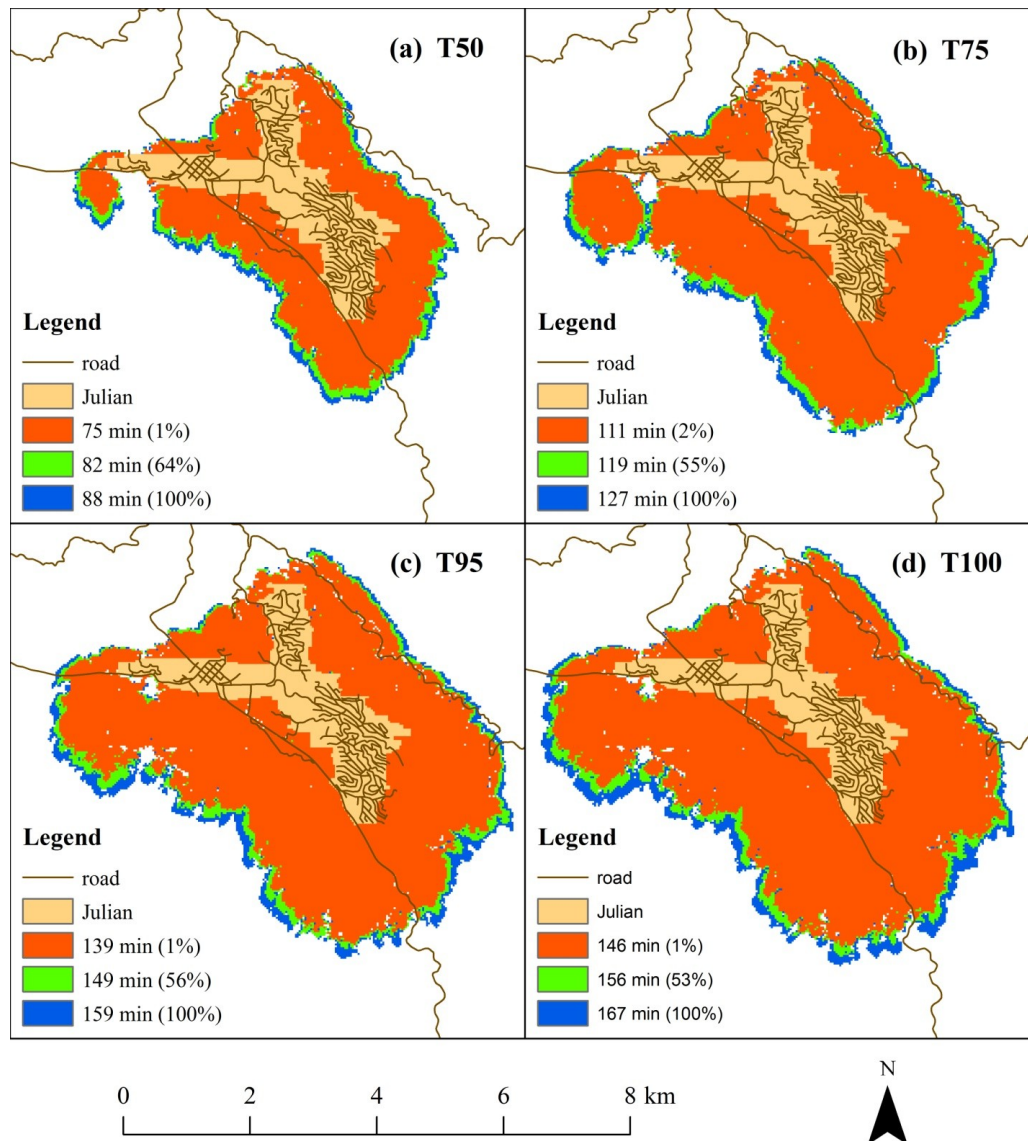 (a) T50
Legend
road
Julian
75 min (1%)
82 min (64%)
88 min (100%)
(b) T75
Legend
road
Julian
111 min (2%)
119 min (55%)
127 min (100%)
(c) T95
Legend
road
Julian
139 min (1%)
149 min (56%)
159 min (100%)
(d) T100
Legend
road
Julian
146 min (1%)
156 min (53%)
167 min (100%)
0 2 4 6 8 km
N